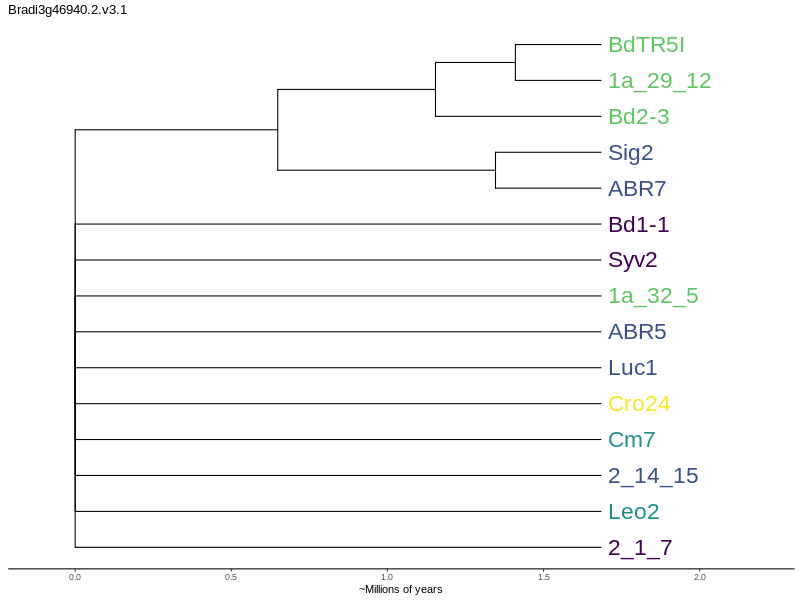 Bradi3g46940.2.v3.1
BdTR5I
1a_29_12
Bd2-3
Sig2
ABR7
Bd1-1
Syv2
1a_32_5
ABR5
Luc1
Cro24
Cm7
2_14_15
Leo2
2_1_7
0.0 0.5 1.0 1.5 2.0
~Millions of years